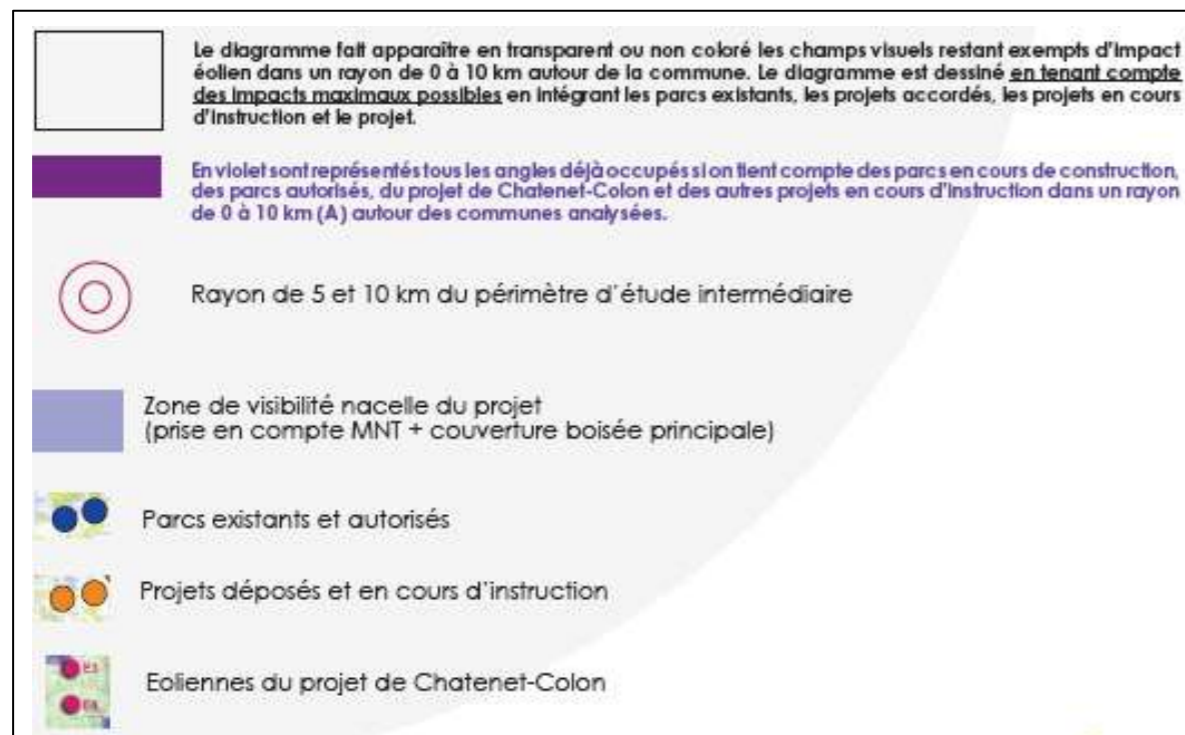 Le diagramme fait apparaître en transparent ou non coloré les champs visuels restant exempts d'impact
éolien dans un rayon de 0 à 10 km autour de la commune. Le diagramme est dessiné en tenant compte
des impacts maximaux possibles en intégrant les parcs existants, les projets accordés, les projets en cours
d'instruction et le projet.
En violet sont représentés tous les angles déjà occupés si on tient compte des parcs en cours de construction,
des parcs autorisés, du projet de Chatenet-Colon et des autres projets en cours d'instruction dans un rayon
de 0 à 10 km (A) autour des communes analysées.
Rayon de 5 et 10 km du périmètre d'étude intermédiaire
Zone de visibilité nacelle du projet
(prise en compte MNT + couverture boisée principale)
Parcs existants et autorisés
Projets déposés et en cours d'instruction
Eoliennes du projet de Chatenet-Colon